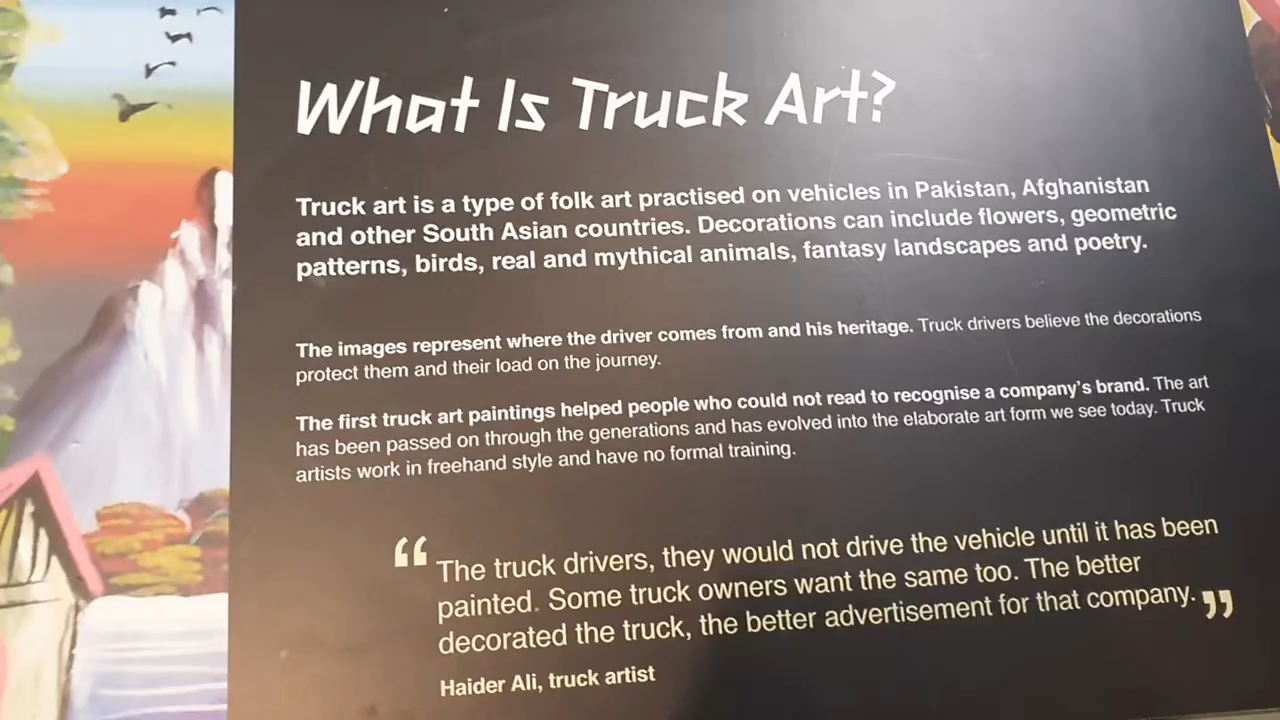 What Is Truck Art?
Truck art is a type of folk art practised on vehicles in Pakistan, Afghanistan
and other South Asian countries. Decorations can include flowers, geometric
patterns, birds, real and mythical animals, fantasy landscapes and poetry.
The images represent where the driver comes from and his heritage. Truck drivers believe the decorations
protect them and their load on the journey.
The first truck art paintings helped people who could not read to recognise a company's brand. The art
has been passed on through the generations and has evolved into the elaborate art form we see today. Truck
artists work in freehand style and have no formal training.
“The truck drivers, they would not drive the vehicle until it has been
painted. Some truck owners want the same too. The better
decorated the truck, the better advertisement for that company.”
Haider Ali, truck artist